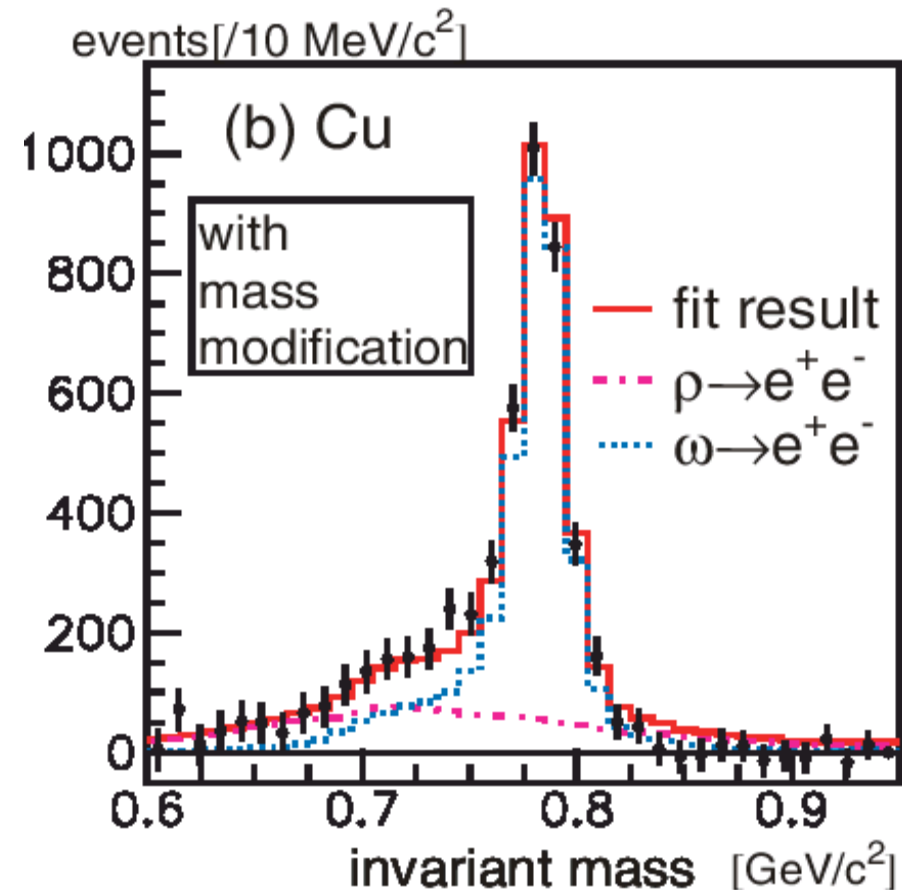 events[/10 MeV/c²]
(b) Cu
with
mass
modification
fit result
ρ→e⁺e⁻
ω→e⁺e⁻
1000
800
600
400
200
0
0.6 0.7 0.8 0.9
invariant mass [GeV/c²]